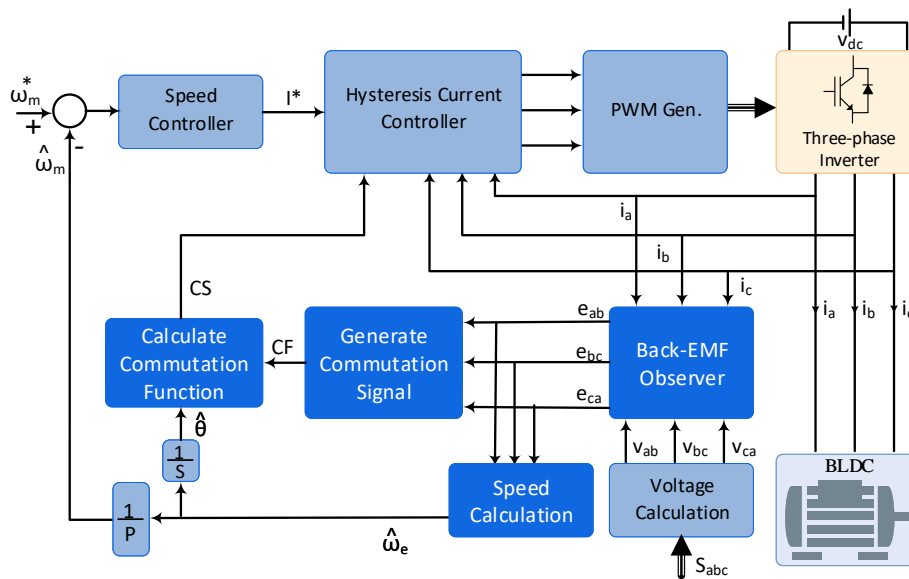 v_dc
ω*_m
+
-
ω̂_m
Speed
Controller
I*
Hysteresis Current
Controller
PWM Gen.
Three-phase
Inverter
i_a
i_b
i_c
i_a
i_b
i_c
CS
Calculate
Commutation
Function
CF
Generate
Commutation
Signal
e_ab
e_bc
e_ca
Back-EMF
Observer
θ̂
1
S
v_ab
v_bc
v_ca
1
P
ω̂_e
Speed
Calculation
Voltage
Calculation
S_abc
BLDC